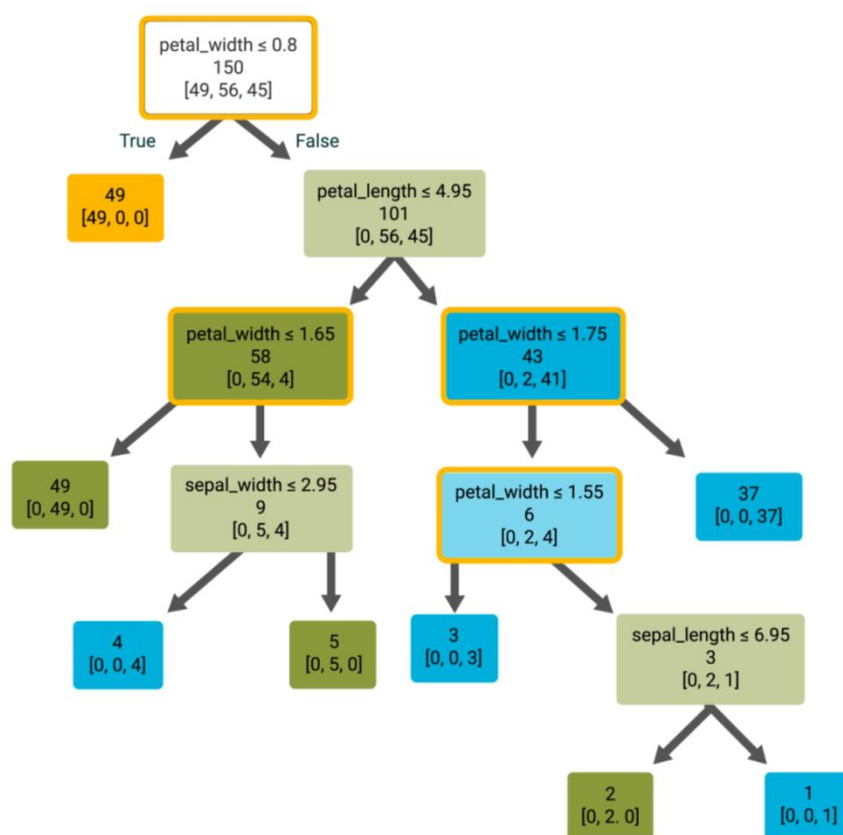 petal_width ≤ 0.8
150
[49, 56, 45]
True
False
49
[49, 0, 0]
petal_length ≤ 4.95
101
[0, 56, 45]
petal_width ≤ 1.65
58
[0, 54, 4]
petal_width ≤ 1.75
43
[0, 2, 41]
49
[0, 49, 0]
sepal_width ≤ 2.95
9
[0, 5, 4]
petal_width ≤ 1.55
6
[0, 2, 4]
37
[0, 0, 37]
4
[0, 0, 4]
5
[0, 5, 0]
3
[0, 0, 3]
sepal_length ≤ 6.95
3
[0, 2, 1]
2
[0, 2. 0]
1
[0, 0, 1]